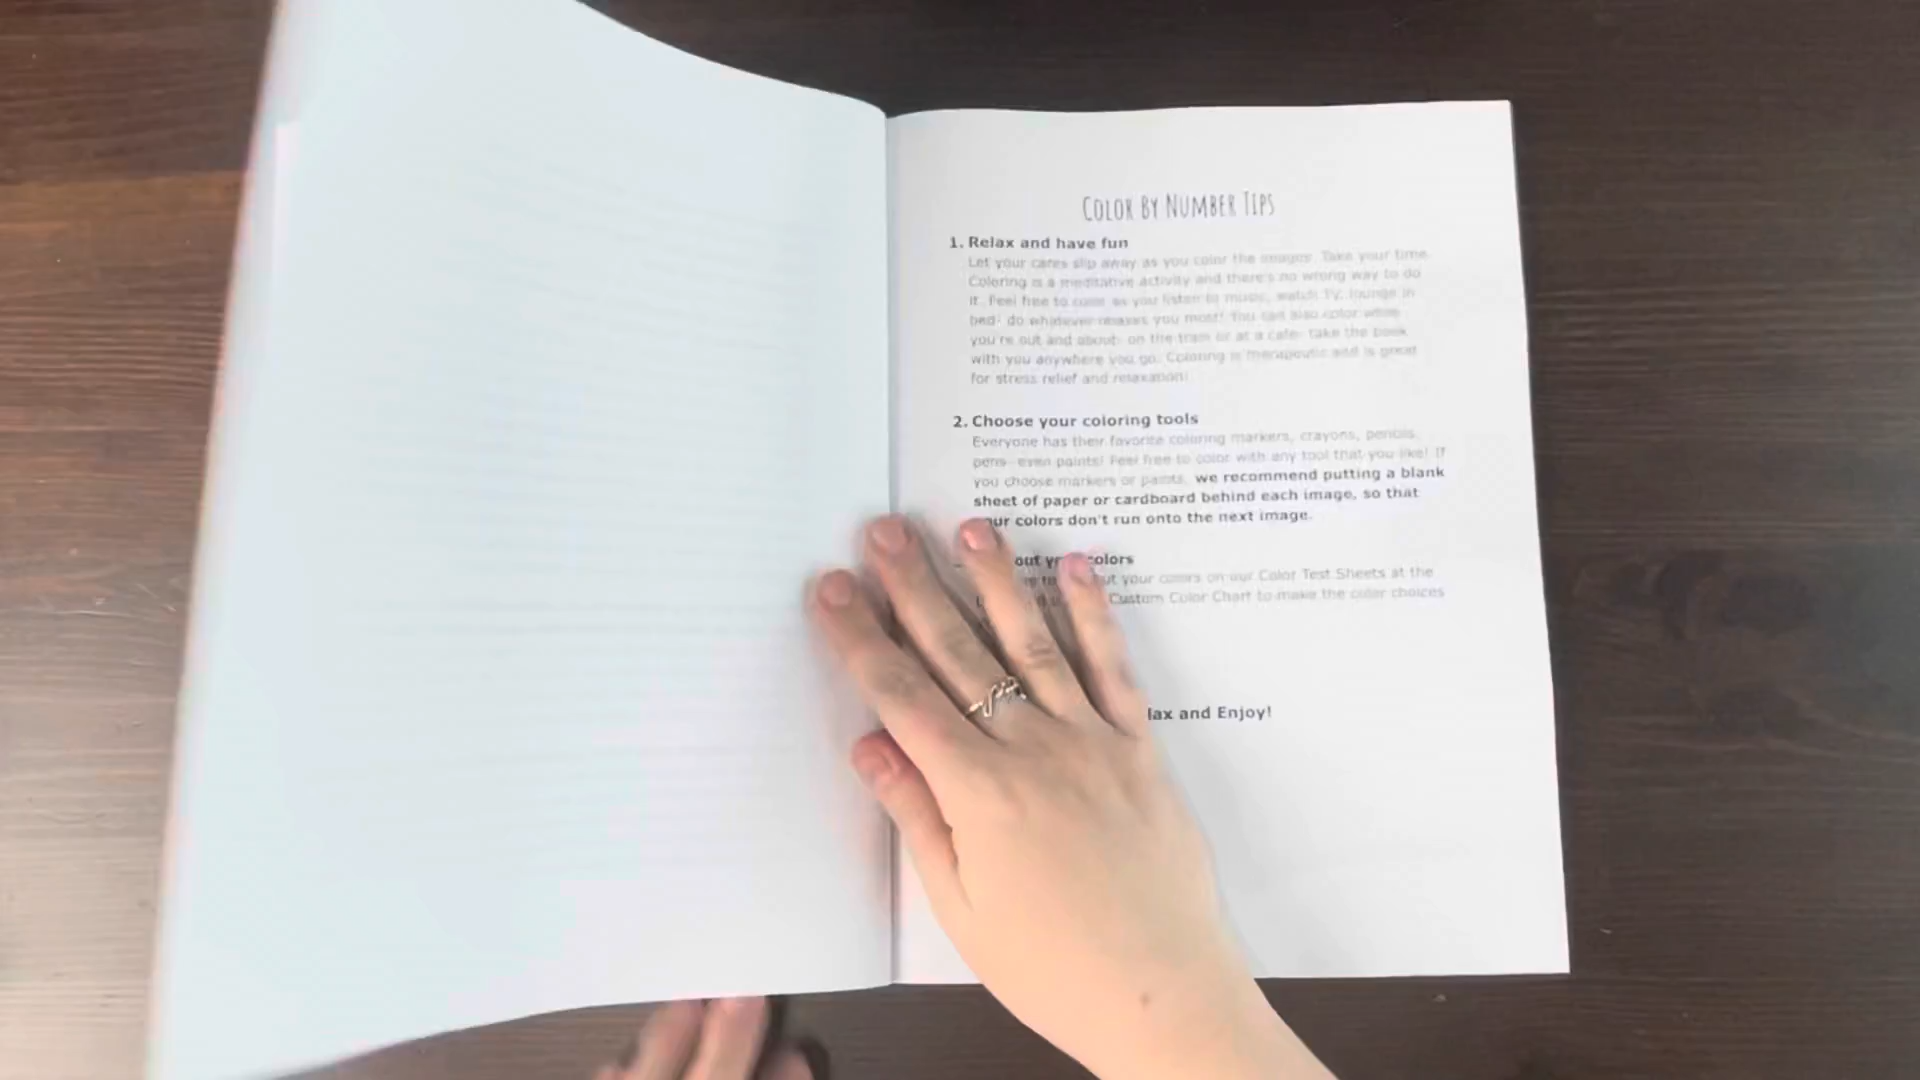 COLOR BY NUMBER TIPS
1. Relax and have fun
Let your cares slip away as you color the images. Take your time.
Coloring is a meditative activity and there's no wrong way to do
it. Feel free to color as you listen to music, watch TV, lounge in
bed- do whatever relaxes you most! You can also color while
you're out and about- on the train or at a cafe- take the book
with you anywhere you go. Coloring is therapeutic and is great
for stress relief and relaxation!
2. Choose your coloring tools
Everyone has their favorite coloring markers, crayons, pencils,
pens- even paints! Feel free to color with any tool that you like! If
you choose markers or paints, we recommend putting a blank
sheet of paper or cardboard behind each image, so that
ur colors don't run onto the next image.
out colors
your colors on our Color Test Sheets at the
Custom Color Chart to make the color choices
lax and Enjoy!